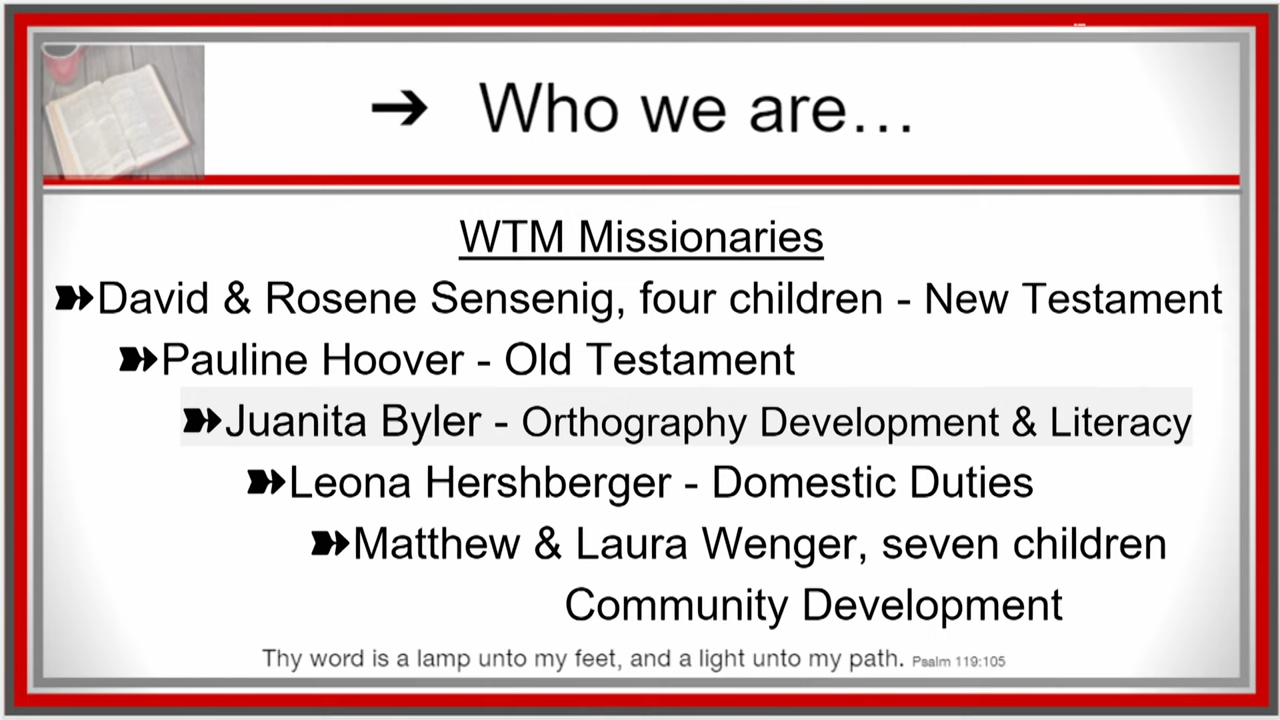 ➔ Who we are…
WTM Missionaries
➽David & Rosene Sensenig, four children - New Testament
➽Pauline Hoover - Old Testament
➽Juanita Byler - Orthography Development & Literacy
➽Leona Hershberger - Domestic Duties
➽Matthew & Laura Wenger, seven children
Community Development
Thy word is a lamp unto my feet, and a light unto my path. Psalm 119:105